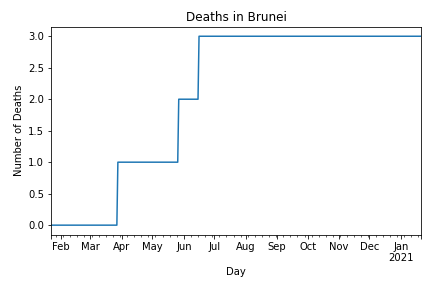 Deaths in Brunei
3.0
2.5
2.0
1.5
1.0
0.5
0.0
Number of Deaths
Feb Mar Apr May Jun Jul Aug Sep Oct Nov Dec Jan
2021
Day